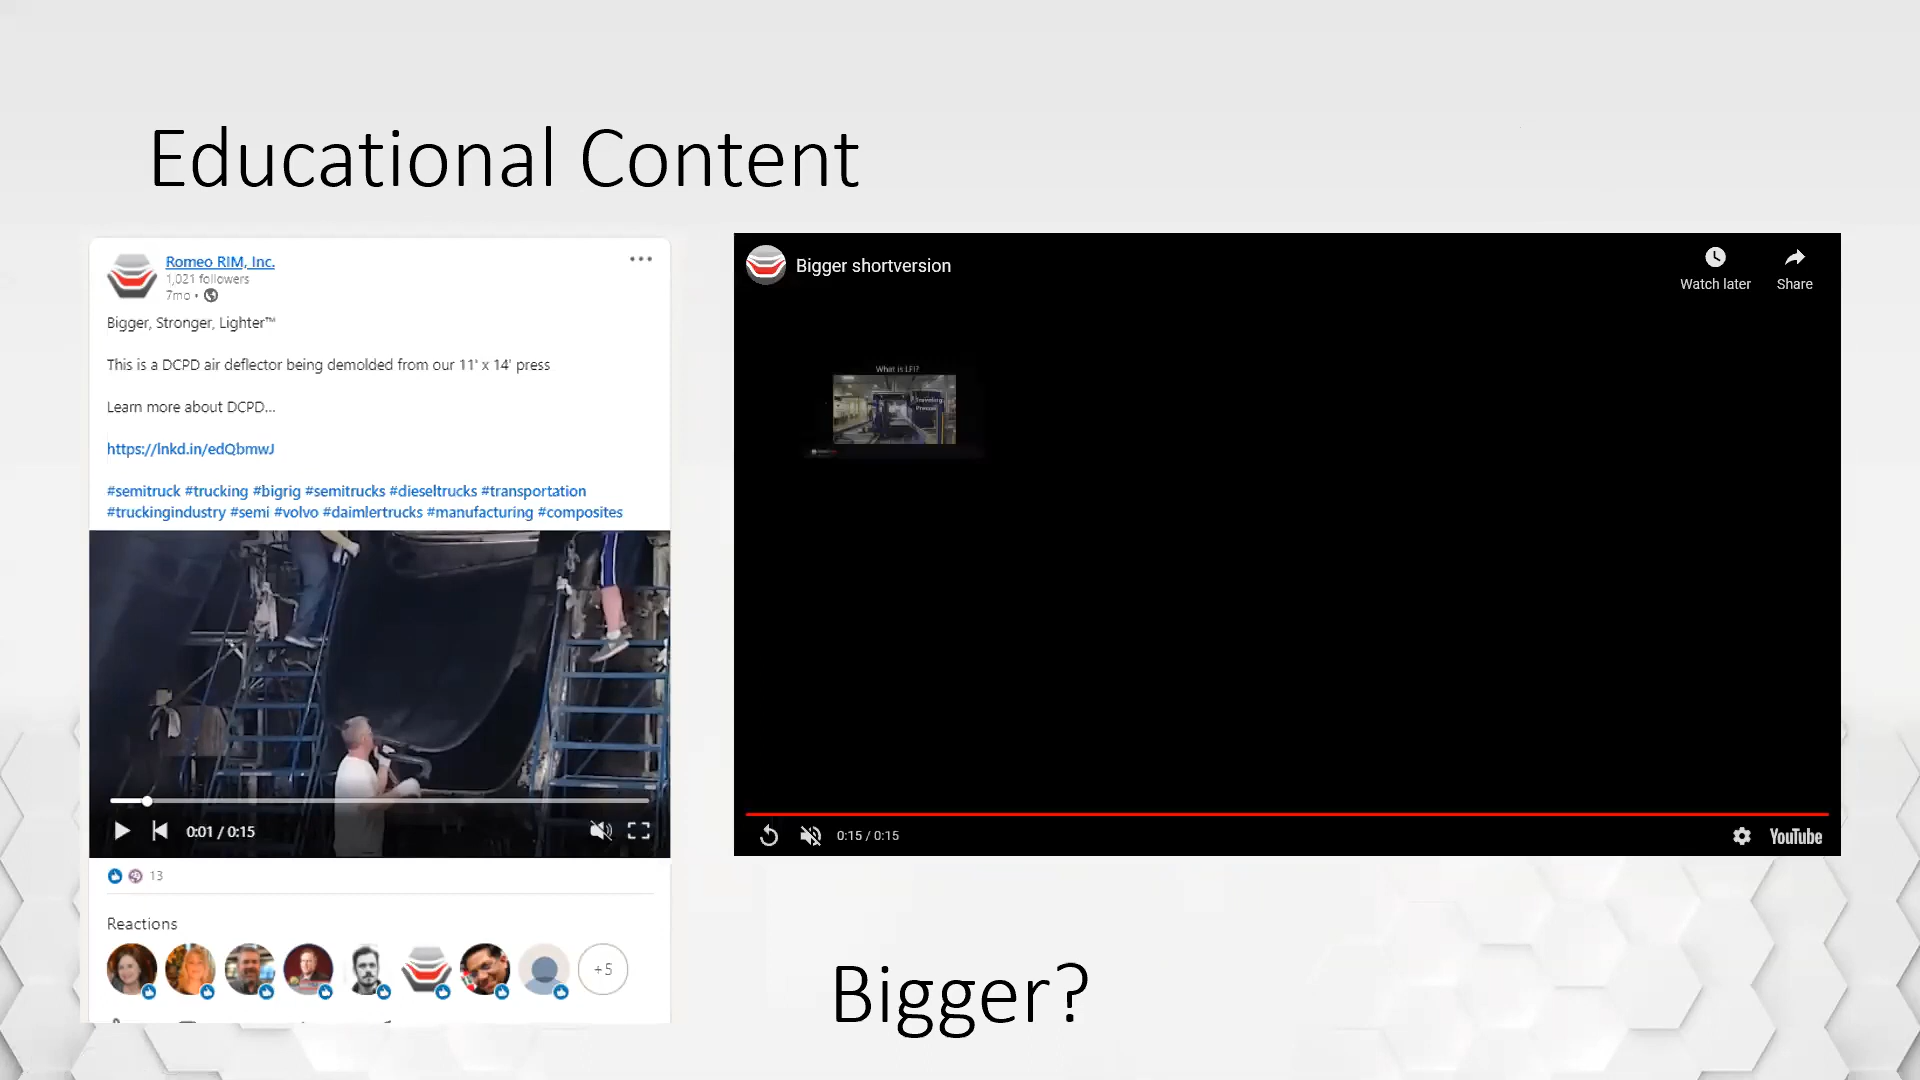 Educational Content
Romeo RIM, Inc.
1,021 followers
7mo •
Bigger, Stronger, Lighter™
This is a DCPD air deflector being demolded from our 11' x 14' press
Learn more about DCPD...
https://lnkd.in/edQbmwJ
#semitruck #trucking #bigrig #semitrucks #dieseltrucks #transportation
#truckingindustry #semi #volvo #daimlertrucks #manufacturing #composites
0:01 / 0:15
13
Reactions
+5
Bigger shortversion
Watch later
Share
What is LFI?
Traveling
Presses
0:15 / 0:15
YouTube
Bigger?